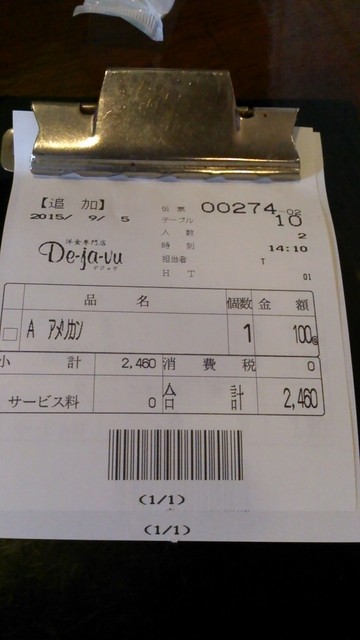 【追 加】 伝票 00274-02
2015/ 9/ 5 テーブル 10
人数 2
洋食専門店 時刻 14:10
De-ja-vu 担当者 T
デジャヴ H T 01
品 名 個数 金 額
A アメリカン 1 100
小 計 2,460 消 費 税 0
サービス料 0 合 計 2,460
(1/1)
(1/1)